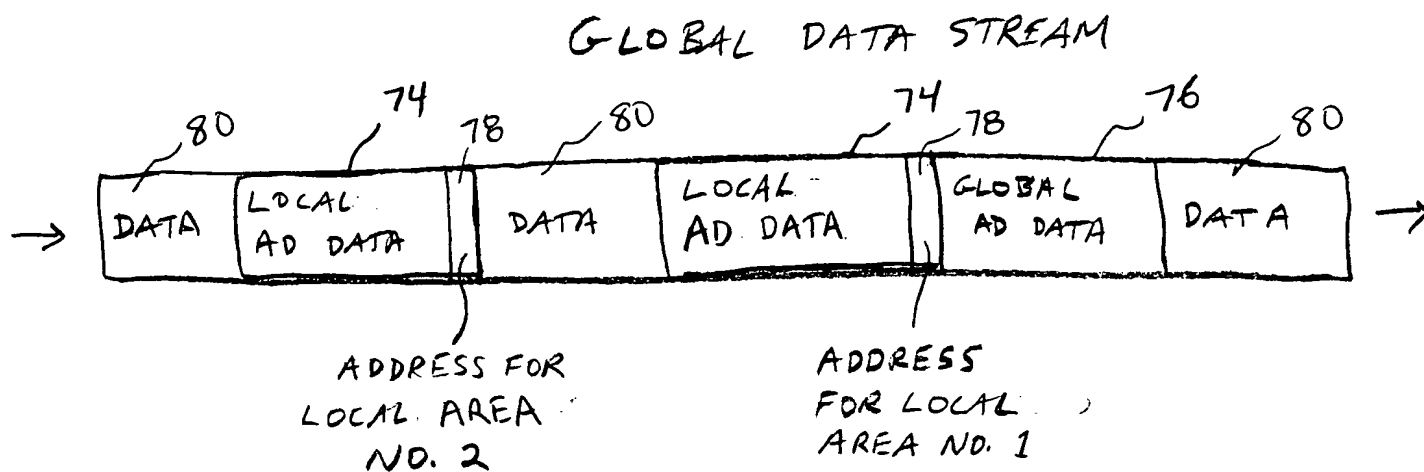 GLOBAL DATA STREAM
80 74 78 80 74 78 76 80
DATA
LOCAL
AD DATA
DATA
LOCAL
AD DATA
GLOBAL
AD DATA
DATA
ADDRESS FOR
LOCAL AREA
NO. 2
ADDRESS
FOR LOCAL
AREA NO. 1